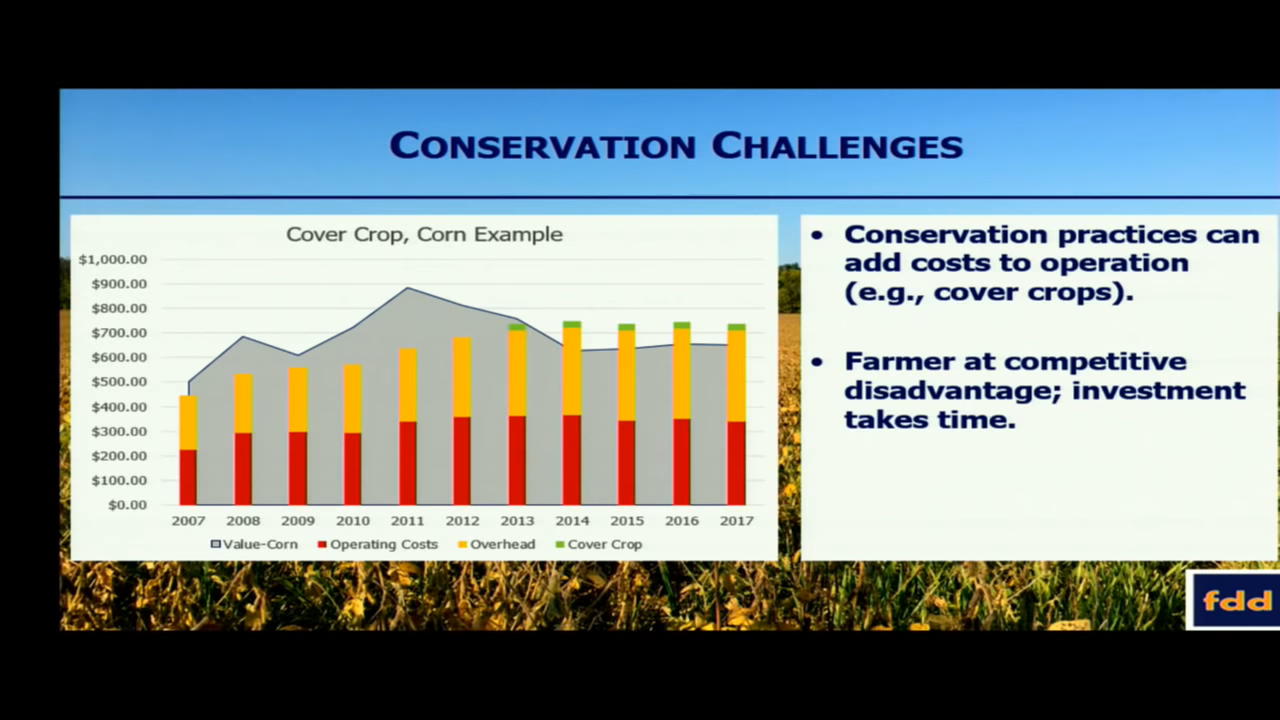 CONSERVATION CHALLENGES
Cover Crop, Corn Example
$1,000.00
$900.00
$800.00
$700.00
$600.00
$500.00
$400.00
$300.00
$200.00
$100.00
$0.00
2007 2008 2009 2010 2011 2012 2013 2014 2015 2016 2017
Value-Corn Operating Costs Overhead Cover Crop
• Conservation practices can
add costs to operation
(e.g., cover crops).
• Farmer at competitive
disadvantage; investment
takes time.
fdd